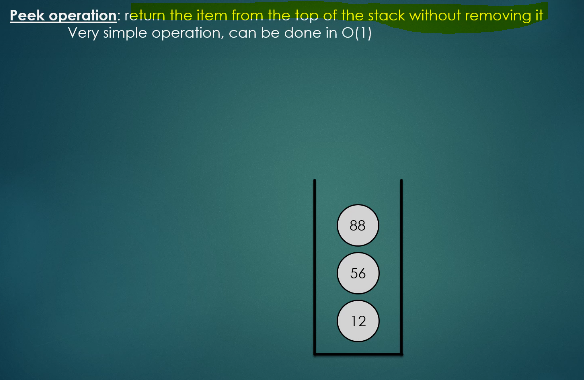 Peek operation: return the item from the top of the stack without removing it
Very simple operation, can be done in O(1)
88
56
12